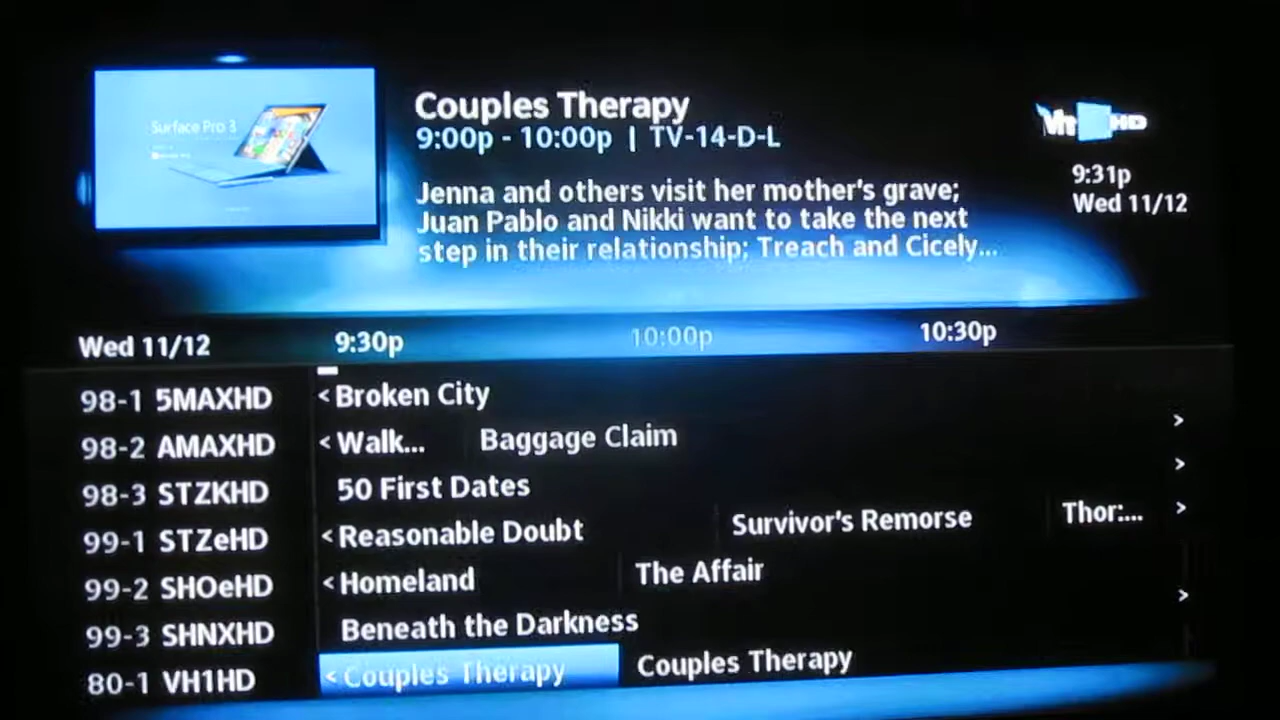 Surface Pro 3
Couples Therapy
9:00p - 10:00p | TV-14-D-L
Jenna and others visit her mother's grave;
Juan Pablo and Nikki want to take the next
step in their relationship; Treach and Cicely...
HD
9:31p
Wed 11/12
Wed 11/12 9:30p 10:00p 10:30p
98-1 5MAXHD < Broken City
98-2 AMAXHD < Walk... Baggage Claim >
98-3 STZKHD 50 First Dates >
99-1 STZeHD < Reasonable Doubt Survivor's Remorse Thor:... >
99-2 SHOeHD < Homeland The Affair
99-3 SHNXHD Beneath the Darkness >
80-1 VH1HD < Couples Therapy Couples Therapy